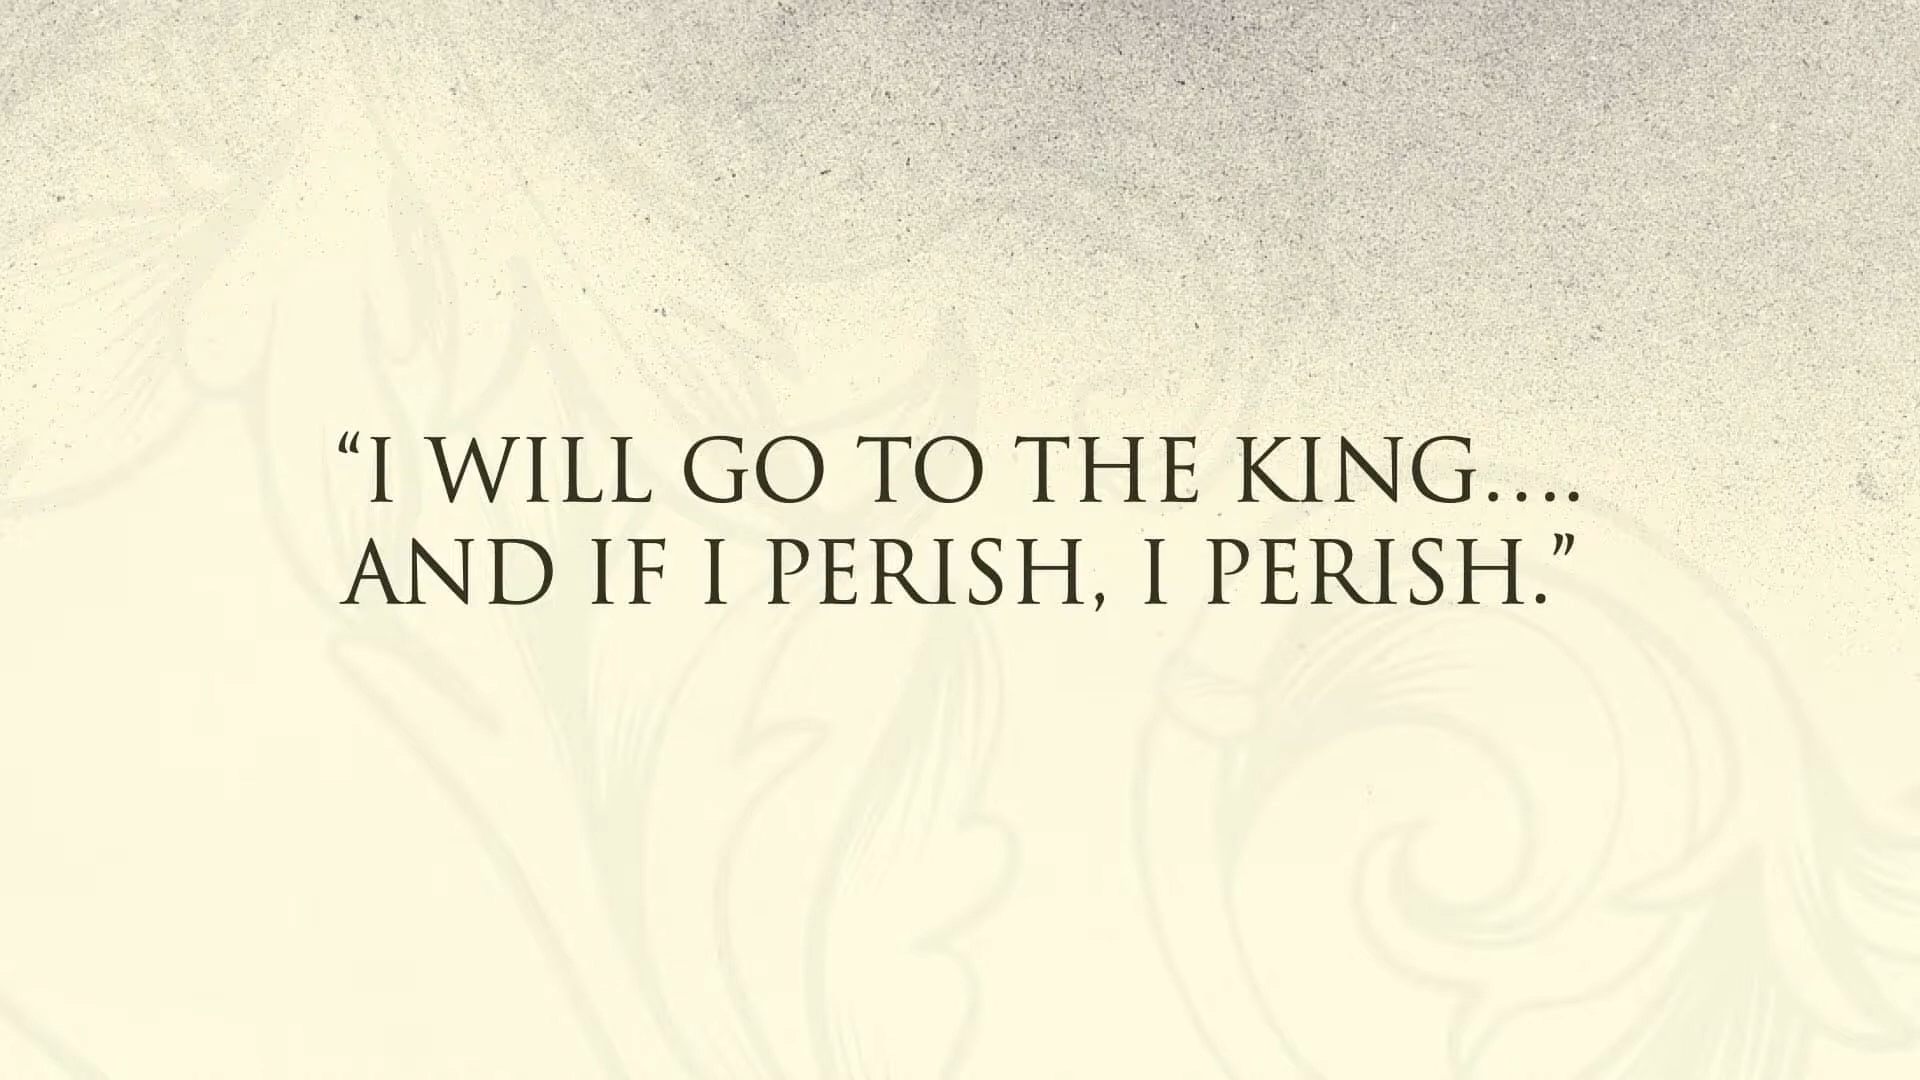 “I WILL GO TO THE KING....
AND IF I PERISH, I PERISH.”